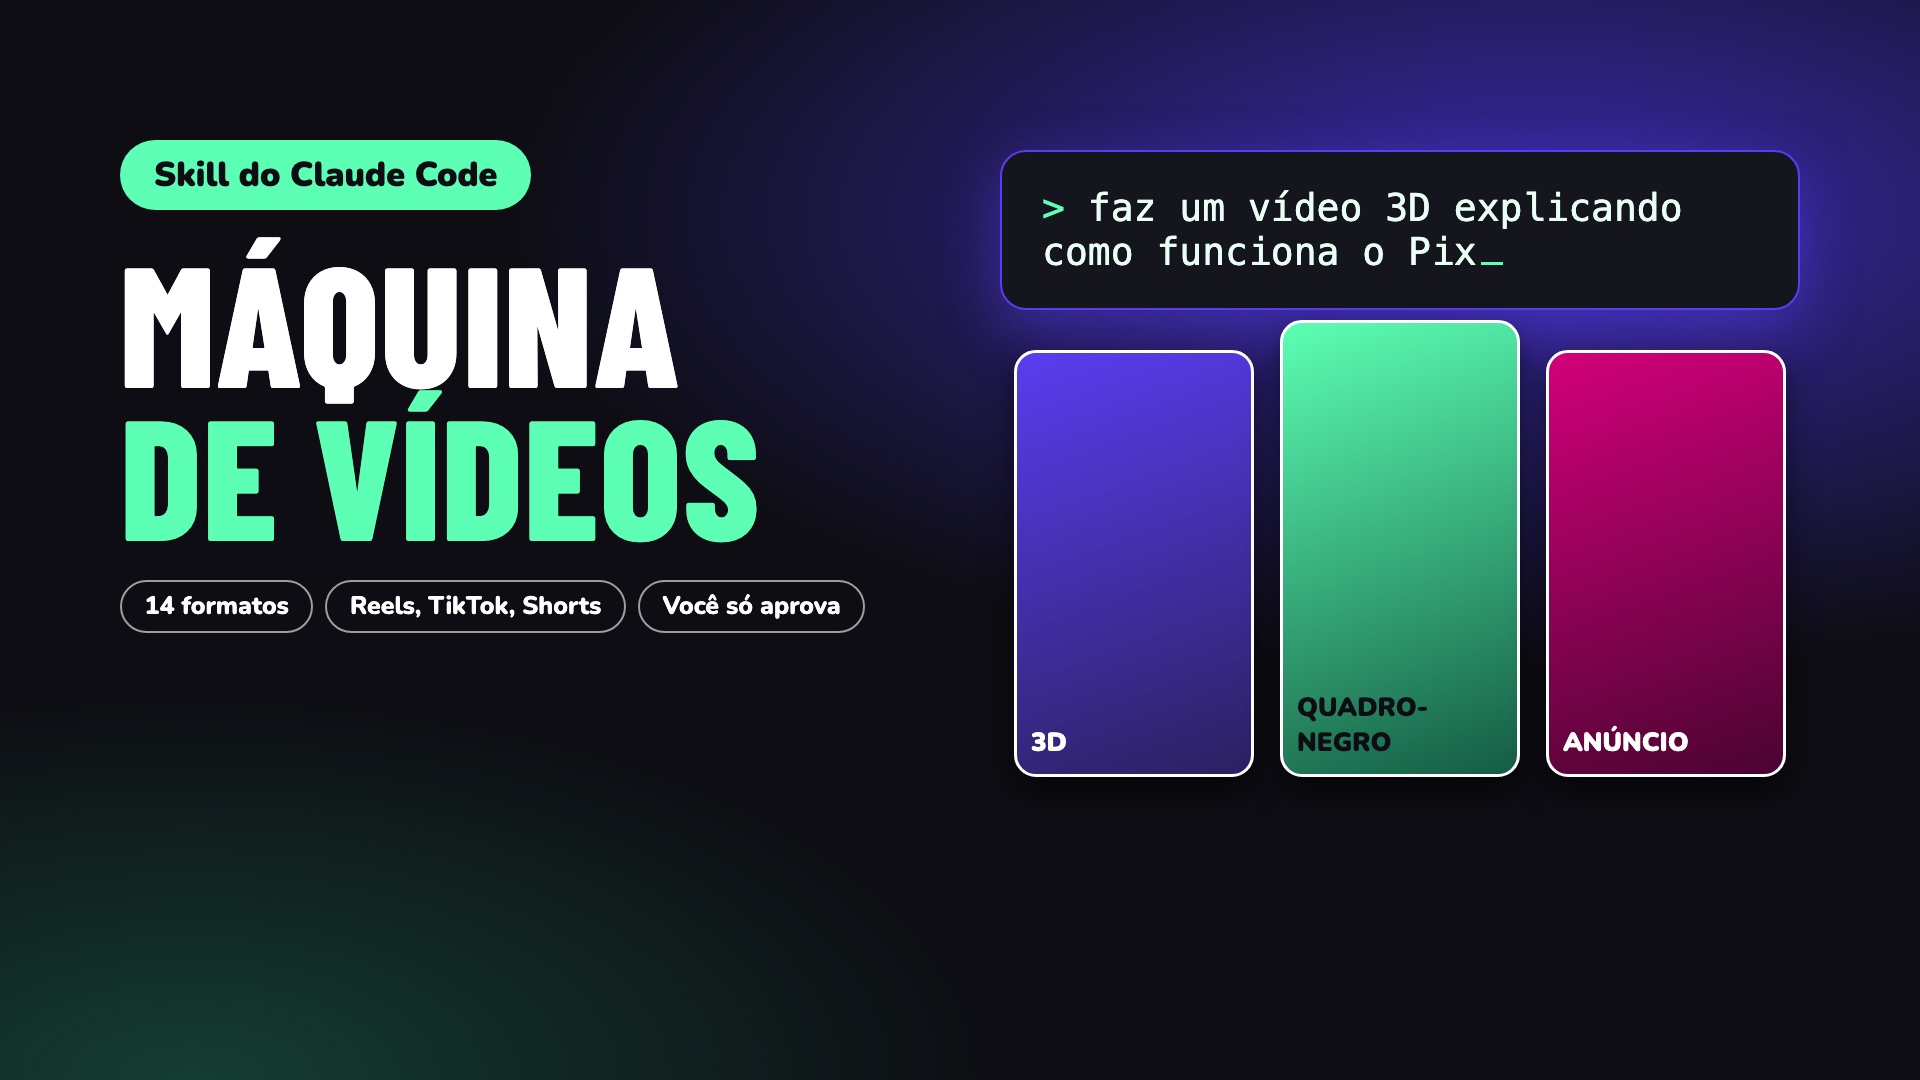 Skill do Claude Code
MÁQUINA
DE VÍDEOS
14 formatos
Reels, TikTok, Shorts
Você só aprova
> faz um vídeo 3D explicando
como funciona o Pix_
3D
QUADRO-
NEGRO
ANÚNCIO